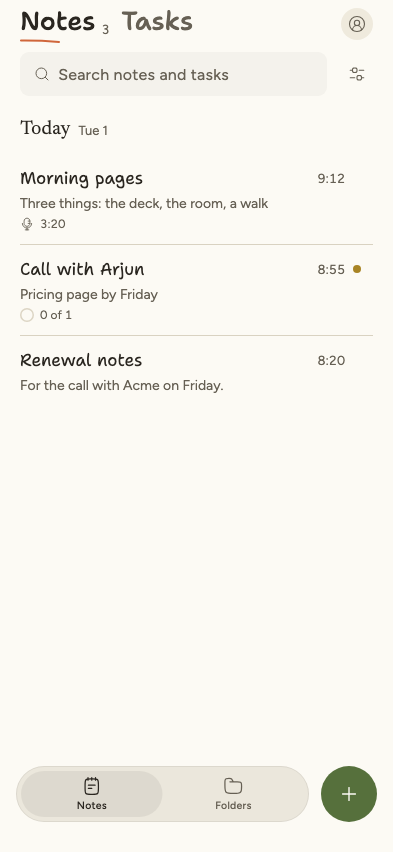 Notes 3 Tasks
Search notes and tasks
Today Tue 1
Morning pages 9:12
Three things: the deck, the room, a walk
3:20
Call with Arjun 8:55
Pricing page by Friday
0 of 1
Renewal notes 8:20
For the call with Acme on Friday.
Notes Folders